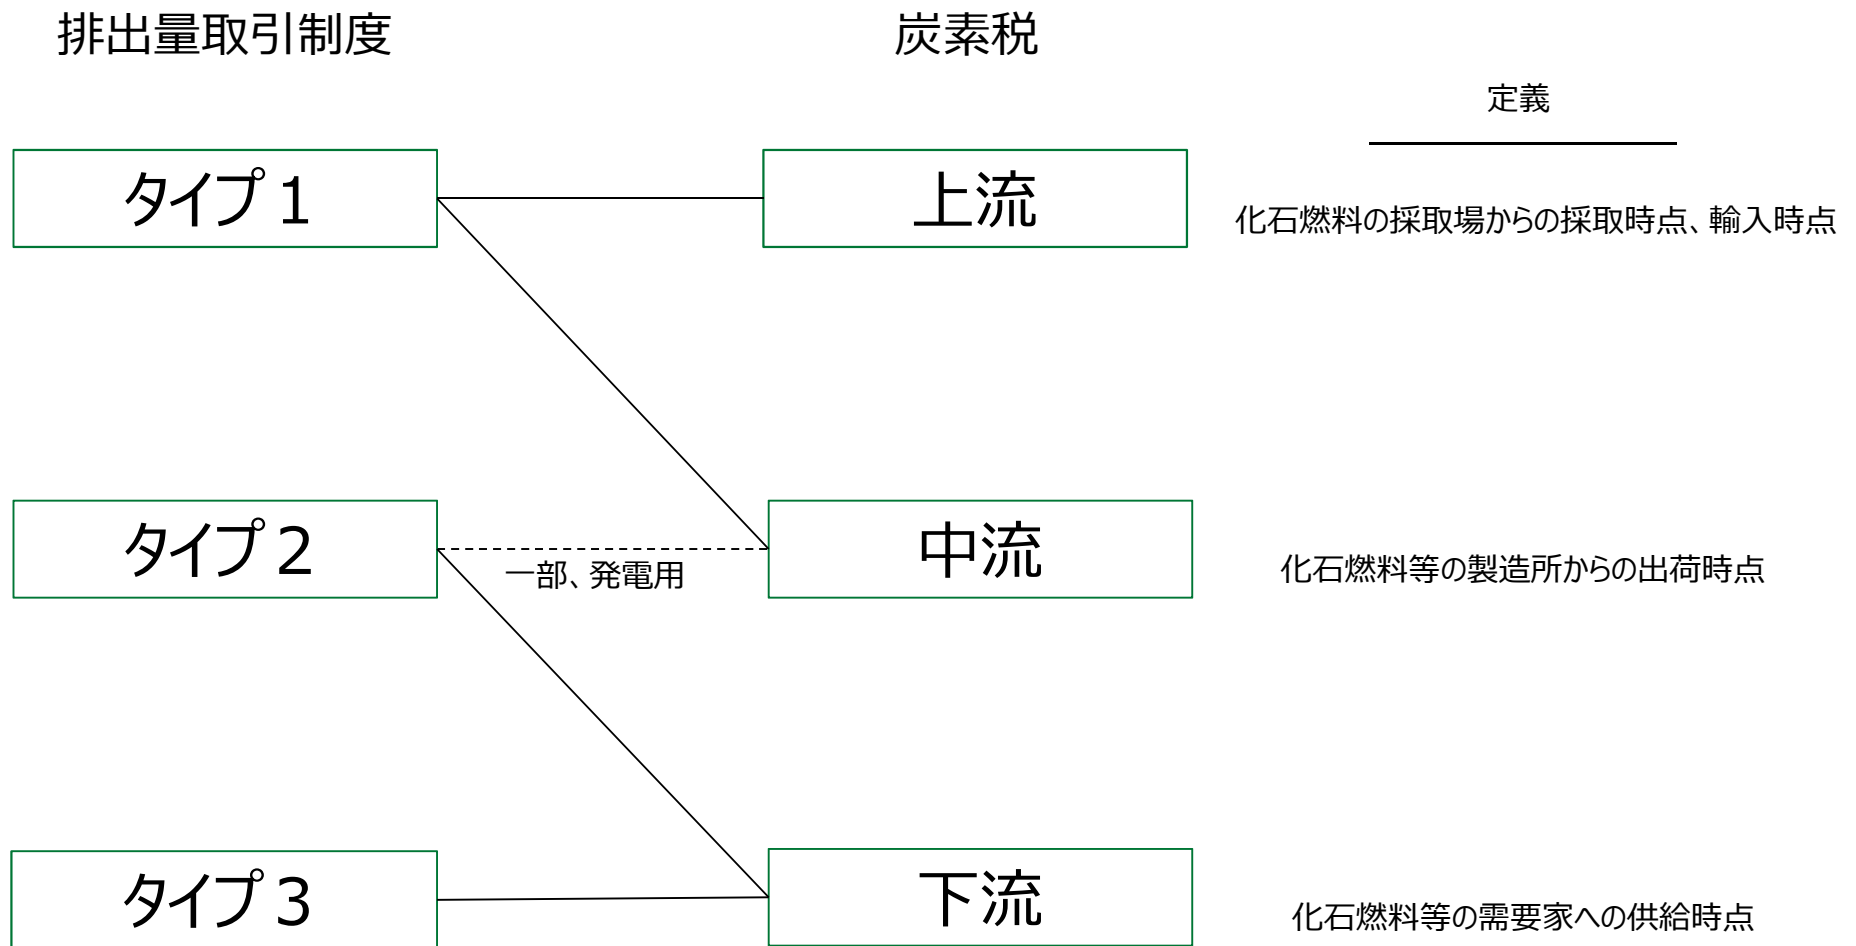 排出量取引制度
炭素税
定義
タイプ1
上流
化石燃料の採取場からの採取時点、輸入時点
タイプ2
一部、発電用
中流
化石燃料等の製造所からの出荷時点
タイプ3
下流
化石燃料等の需要家への供給時点